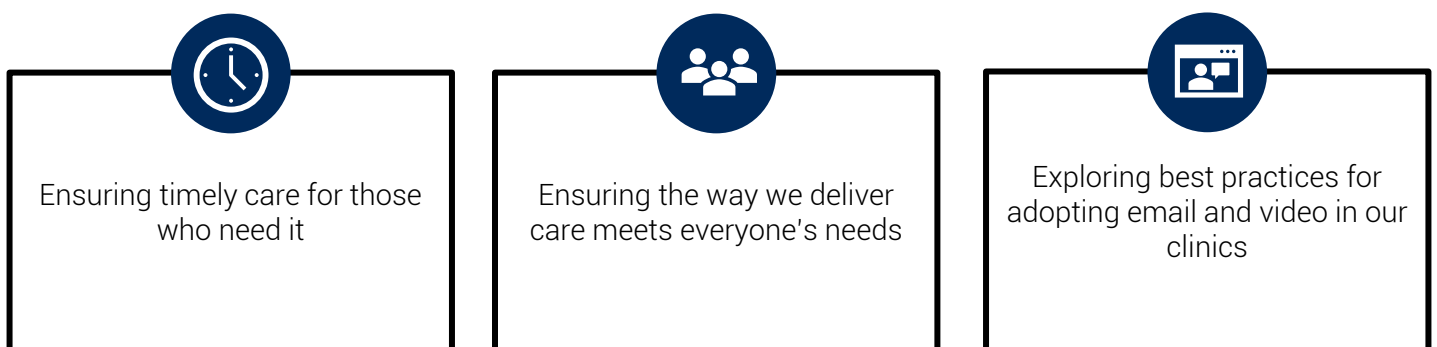 Ensuring timely care for those
who need it
Ensuring the way we deliver
care meets everyone's needs
Exploring best practices for
adopting email and video in our
clinics